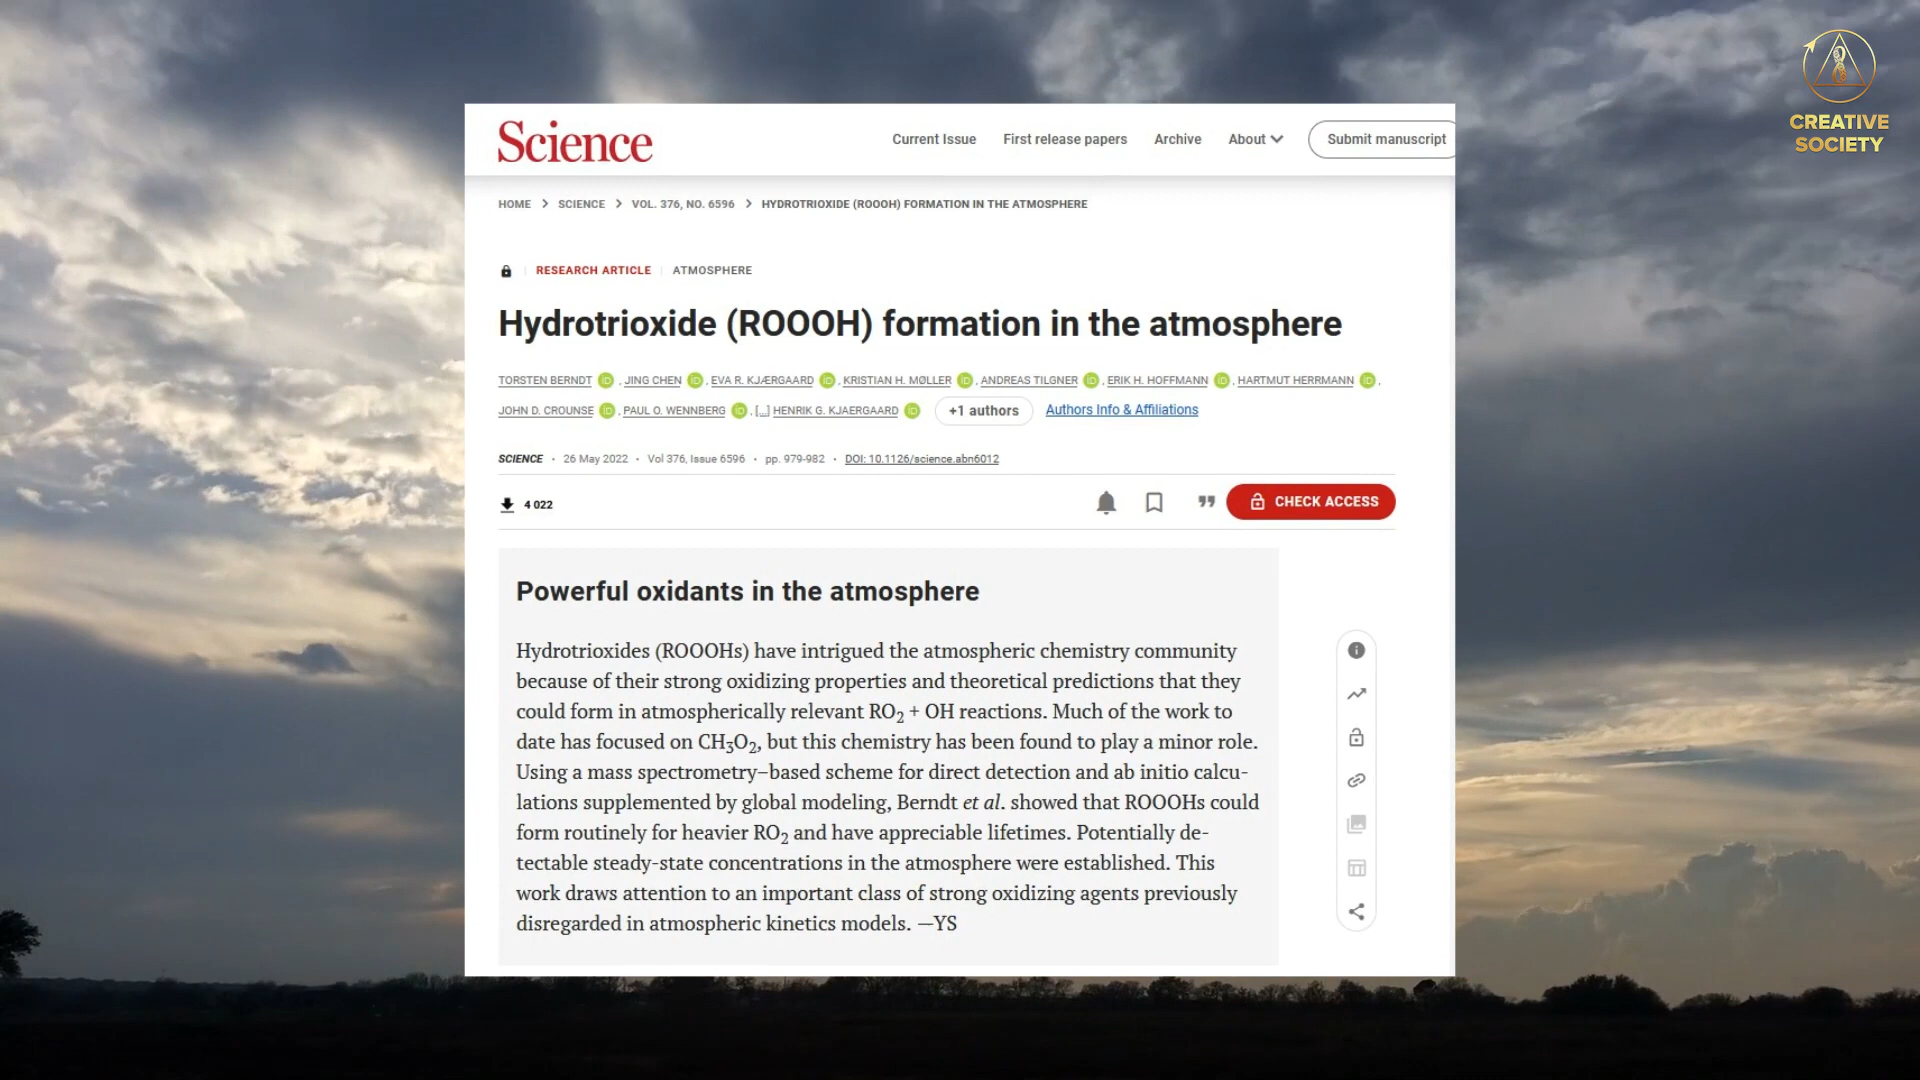 CREATIVE
SOCIETY
Science
Current Issue First release papers Archive About Submit manuscript
HOME > SCIENCE > VOL. 376, NO. 6596 > HYDROTRIOXIDE (ROOOH) FORMATION IN THE ATMOSPHERE
RESEARCH ARTICLE | ATMOSPHERE
Hydrotrioxide (ROOOH) formation in the atmosphere
TORSTEN BERNDT iD, JING CHEN iD, EVA R. KJÆRGAARD iD, KRISTIAN H. MØLLER iD, ANDREAS TILGNER iD, ERIK H. HOFFMANN iD, HARTMUT HERRMANN iD,
JOHN D. CROUNSE iD, PAUL O. WENNBERG iD, [...] HENRIK G. KJAERGAARD iD +1 authors Authors Info & Affiliations
SCIENCE · 26 May 2022 · Vol 376, Issue 6596 · pp. 979-982 · DOI: 10.1126/science.abn6012
4 022 CHECK ACCESS
Powerful oxidants in the atmosphere
Hydrotrioxides (ROOOHs) have intrigued the atmospheric chemistry community
because of their strong oxidizing properties and theoretical predictions that they
could form in atmospherically relevant RO₂ + OH reactions. Much of the work to
date has focused on CH₃O₂, but this chemistry has been found to play a minor role.
Using a mass spectrometry–based scheme for direct detection and ab initio calcu-
lations supplemented by global modeling, Berndt et al. showed that ROOOHs could
form routinely for heavier RO₂ and have appreciable lifetimes. Potentially de-
tectable steady-state concentrations in the atmosphere were established. This
work draws attention to an important class of strong oxidizing agents previously
disregarded in atmospheric kinetics models. —YS